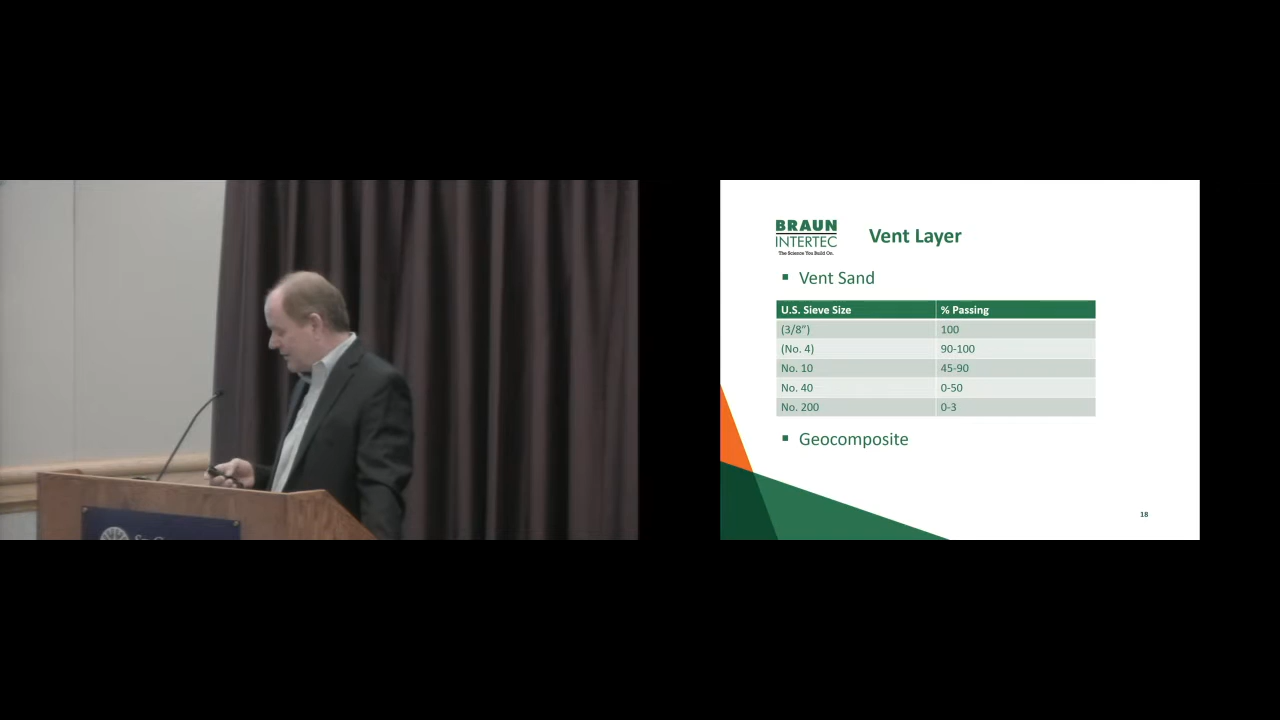 BRAUN
INTERTEC
The Science You Build On.
Vent Layer
▪ Vent Sand
U.S. Sieve Size % Passing
(3/8") 100
(No. 4) 90-100
No. 10 45-90
No. 40 0-50
No. 200 0-3
▪ Geocomposite
18